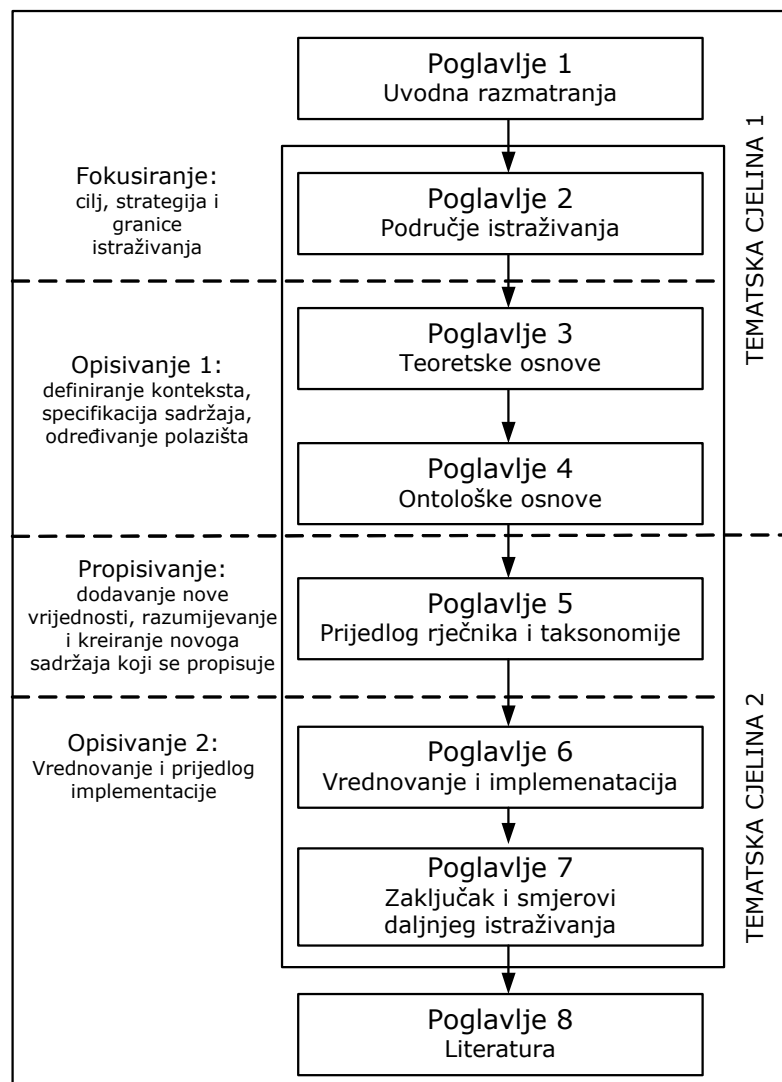 Poglavlje 1
Uvodna razmatranja
TEMATSKA CJELINA 1
Fokusiranje:
cilj, strategija i
granice
istraživanja
Poglavlje 2
Područje istraživanja
Poglavlje 3
Teoretske osnove
Opisivanje 1:
definiranje konteksta,
specifikacija sadržaja,
određivanje polazišta
Poglavlje 4
Ontološke osnove
Propisivanje:
dodavanje nove
vrijednosti, razumijevanje
i kreiranje novoga
sadržaja koji se propisuje
Poglavlje 5
Prijedlog rječnika i taksonomije
TEMATSKA CJELINA 2
Opisivanje 2:
Vrednovanje i prijedlog
implementacije
Poglavlje 6
Vrednovanje i implemenatacija
Poglavlje 7
Zaključak i smjerovi
daljnjeg istraživanja
Poglavlje 8
Literatura